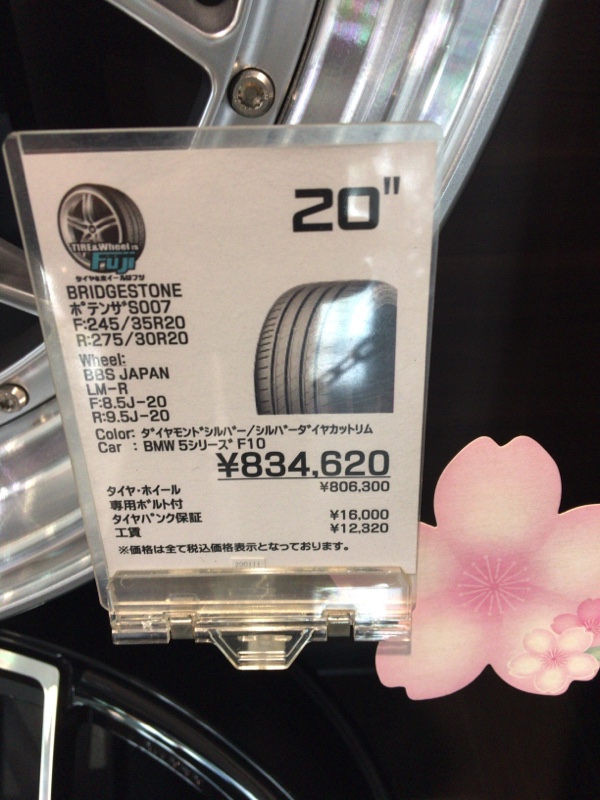 20"
TIRE&Wheel is
Fuji
タイヤ&ホイールはフジ
BRIDGESTONE
ポテンザS007
F:245/35R20
R:275/30R20
Wheel:
BBS JAPAN
LM-R
F:8.5J-20
R:9.5J-20
Color: ダイヤモンドシルバー/シルバーダイヤカットリム
Car : BMW 5シリーズ F10
¥834,620
タイヤ・ホイール ¥806,300
専用ボルト付
タイヤパンク保証 ¥16,000
工賃 ¥12,320
※価格は全て税込価格表示となっております。